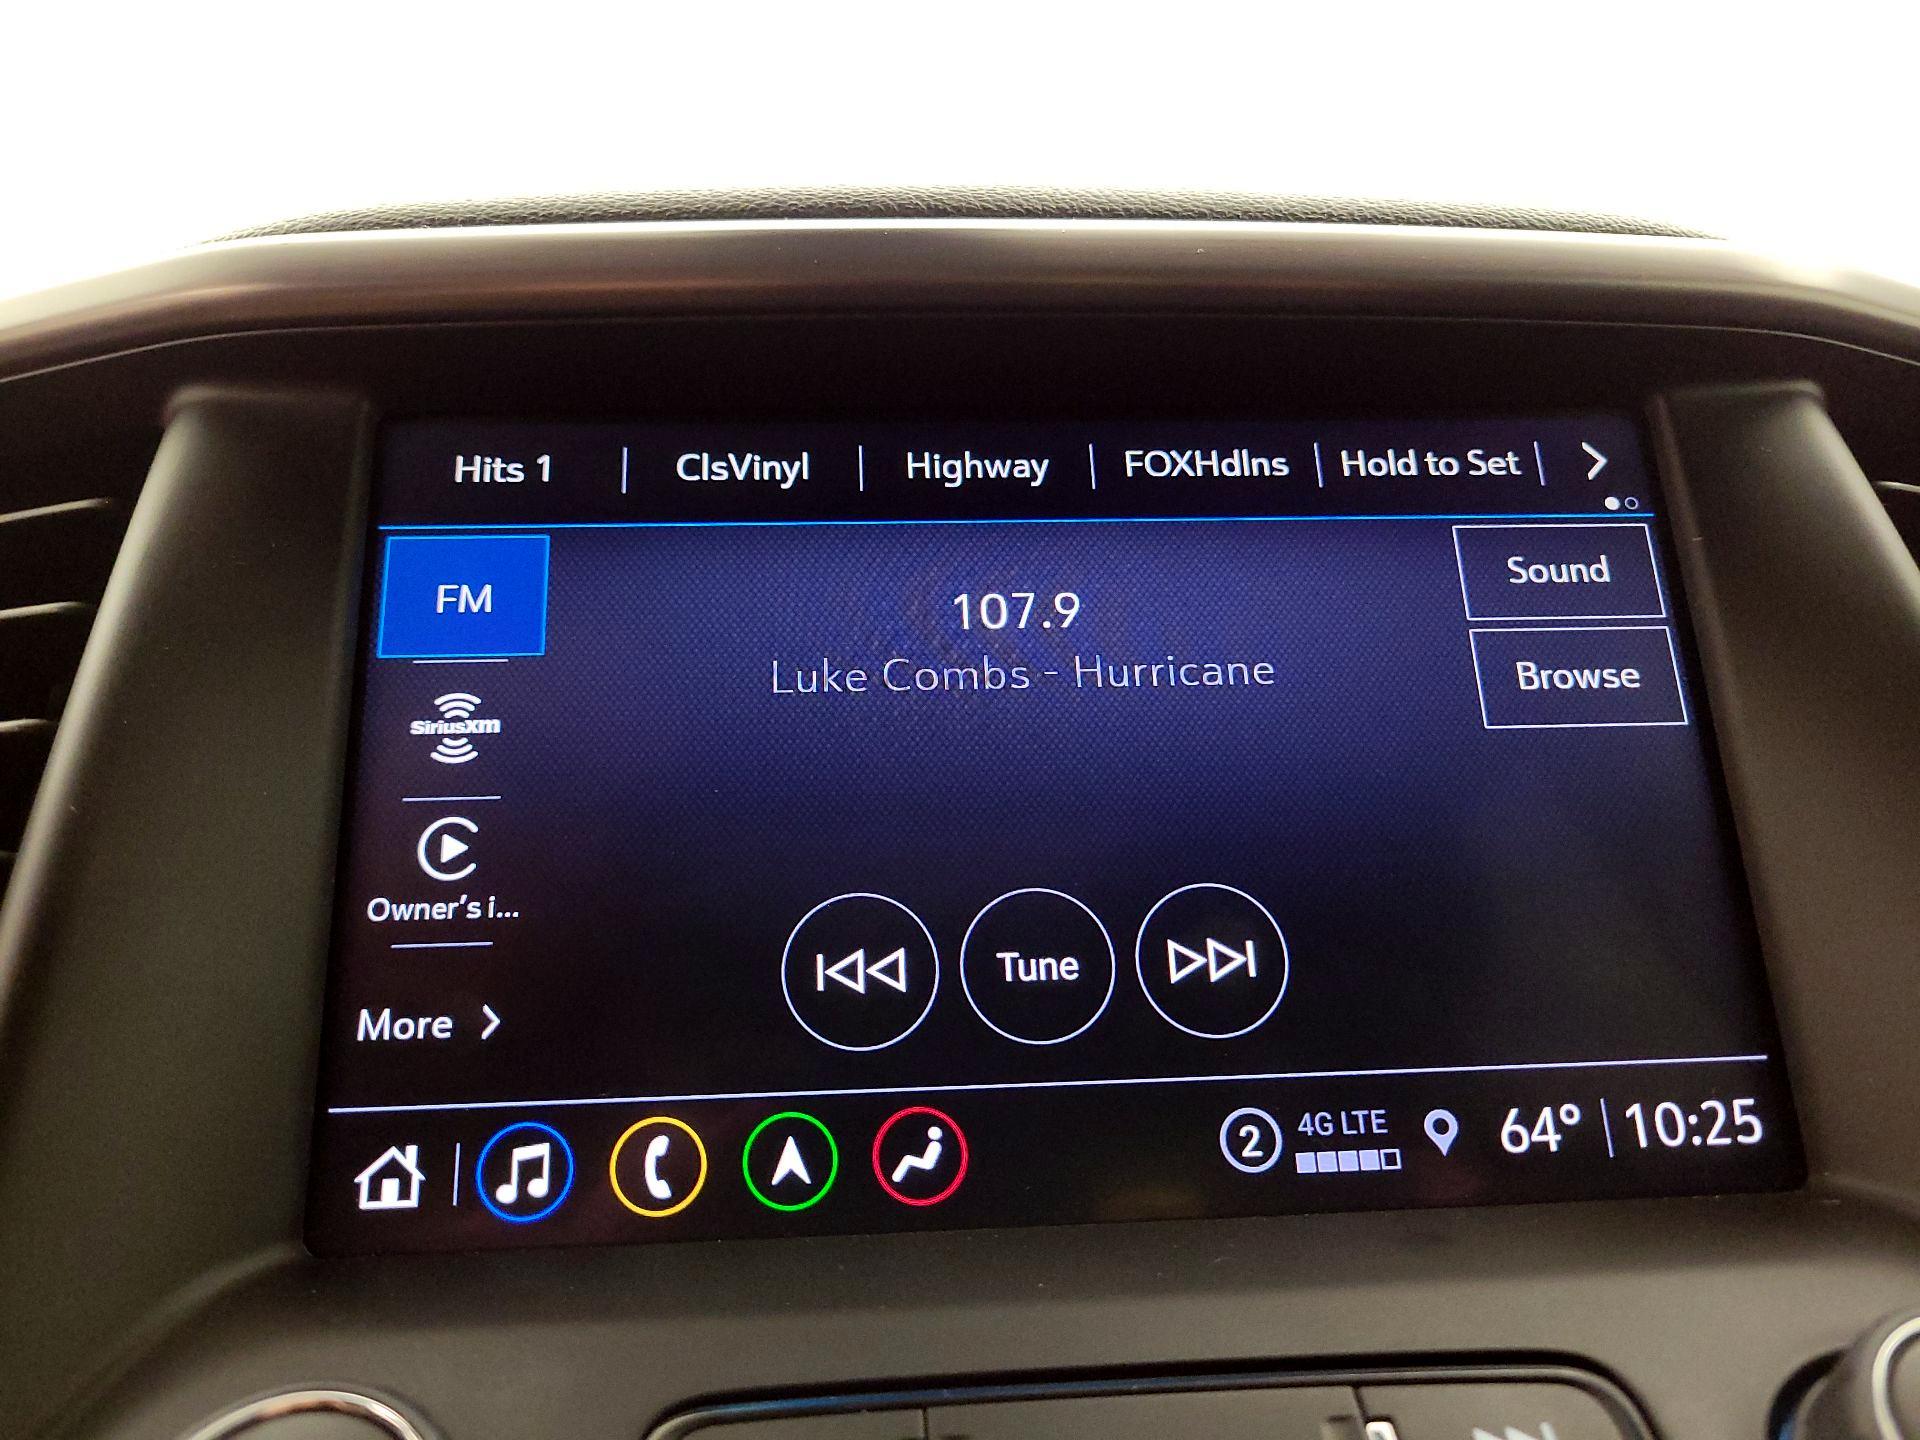 Hits 1 | ClsVinyl | Highway | FOXHdlns | Hold to Set |
FM
107.9
Sound
Luke Combs - Hurricane
Browse
SiriusXM
Owner's i...
Tune
More
2 4G LTE 64° | 10:25